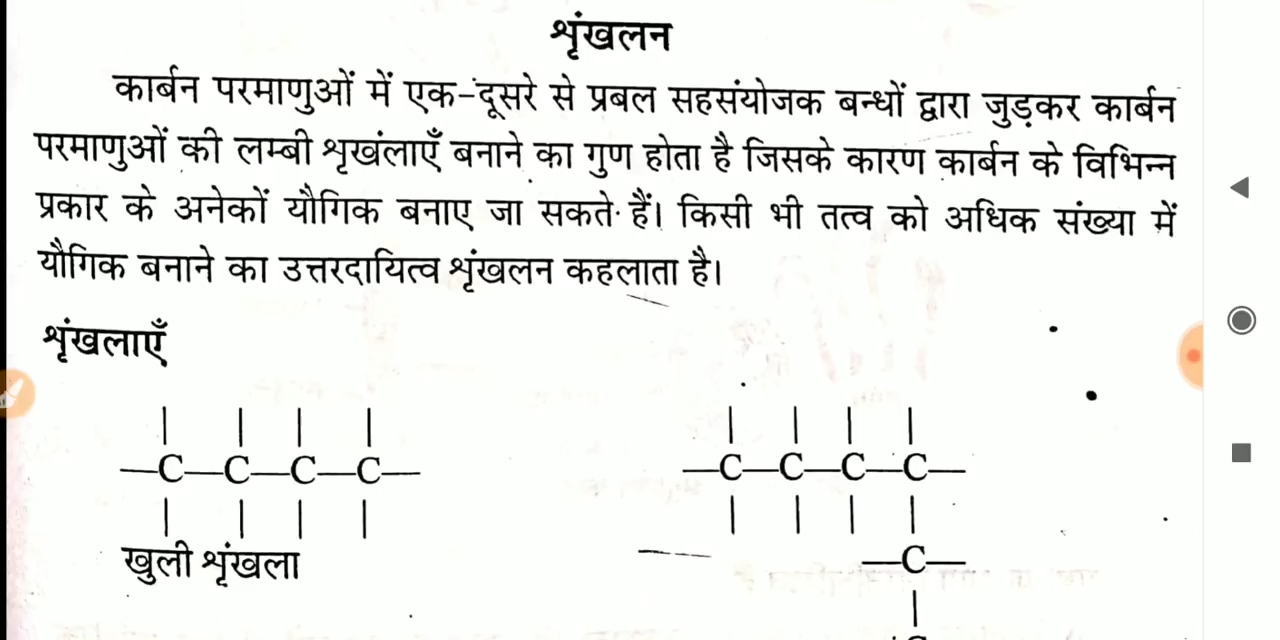 शृंखलन
कार्बन परमाणुओं में एक-दूसरे से प्रबल सहसंयोजक बन्धों द्वारा जुड़कर कार्बन
परमाणुओं की लम्बी शृखंलाएँ बनाने का गुण होता है जिसके कारण कार्बन के विभिन्न
प्रकार के अनेकों यौगिक बनाए जा सकते हैं। किसी भी तत्व को अधिक संख्या में
यौगिक बनाने का उत्तरदायित्व शृंखलन कहलाता है।
शृंखलाएँ
—C—C—C—C—
—C—C—C—C—
खुली शृंखला
—C—